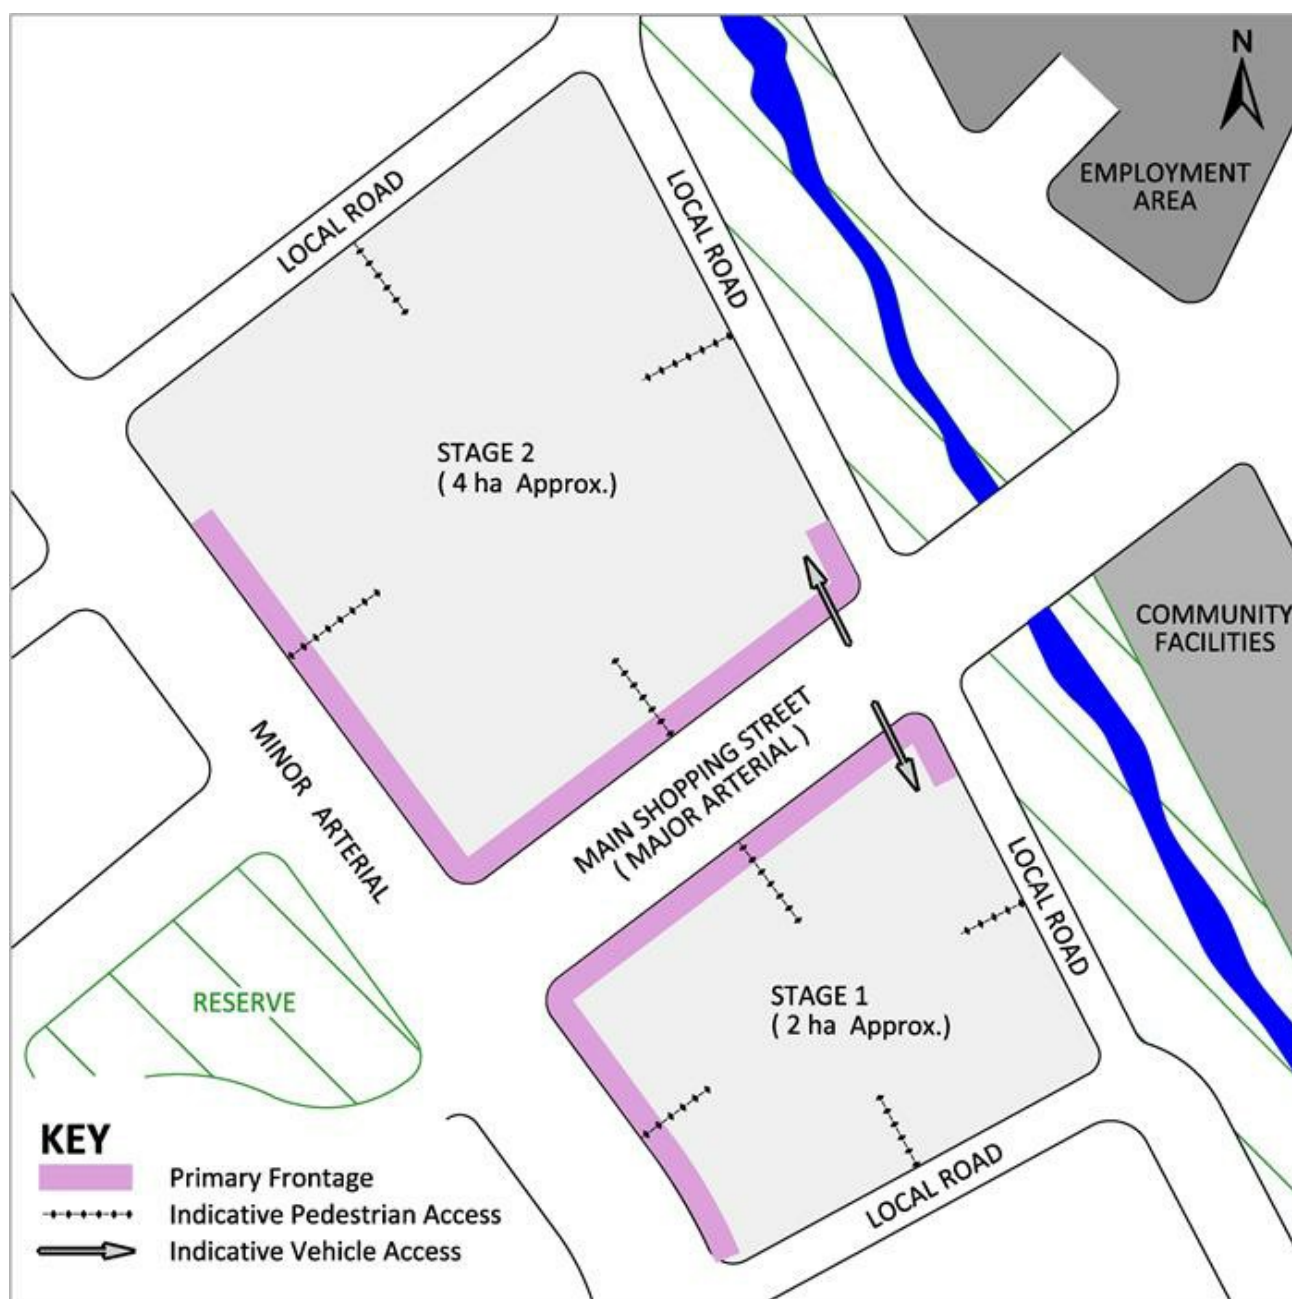 N
EMPLOYMENT
AREA
LOCAL ROAD
LOCAL ROAD
STAGE 2
( 4 ha Approx.)
COMMUNITY
FACILITIES
MAIN SHOPPING STREET
( MAJOR ARTERIAL )
MINOR ARTERIAL
LOCAL ROAD
STAGE 1
( 2 ha Approx.)
RESERVE
LOCAL ROAD
KEY
Primary Frontage
Indicative Pedestrian Access
Indicative Vehicle Access